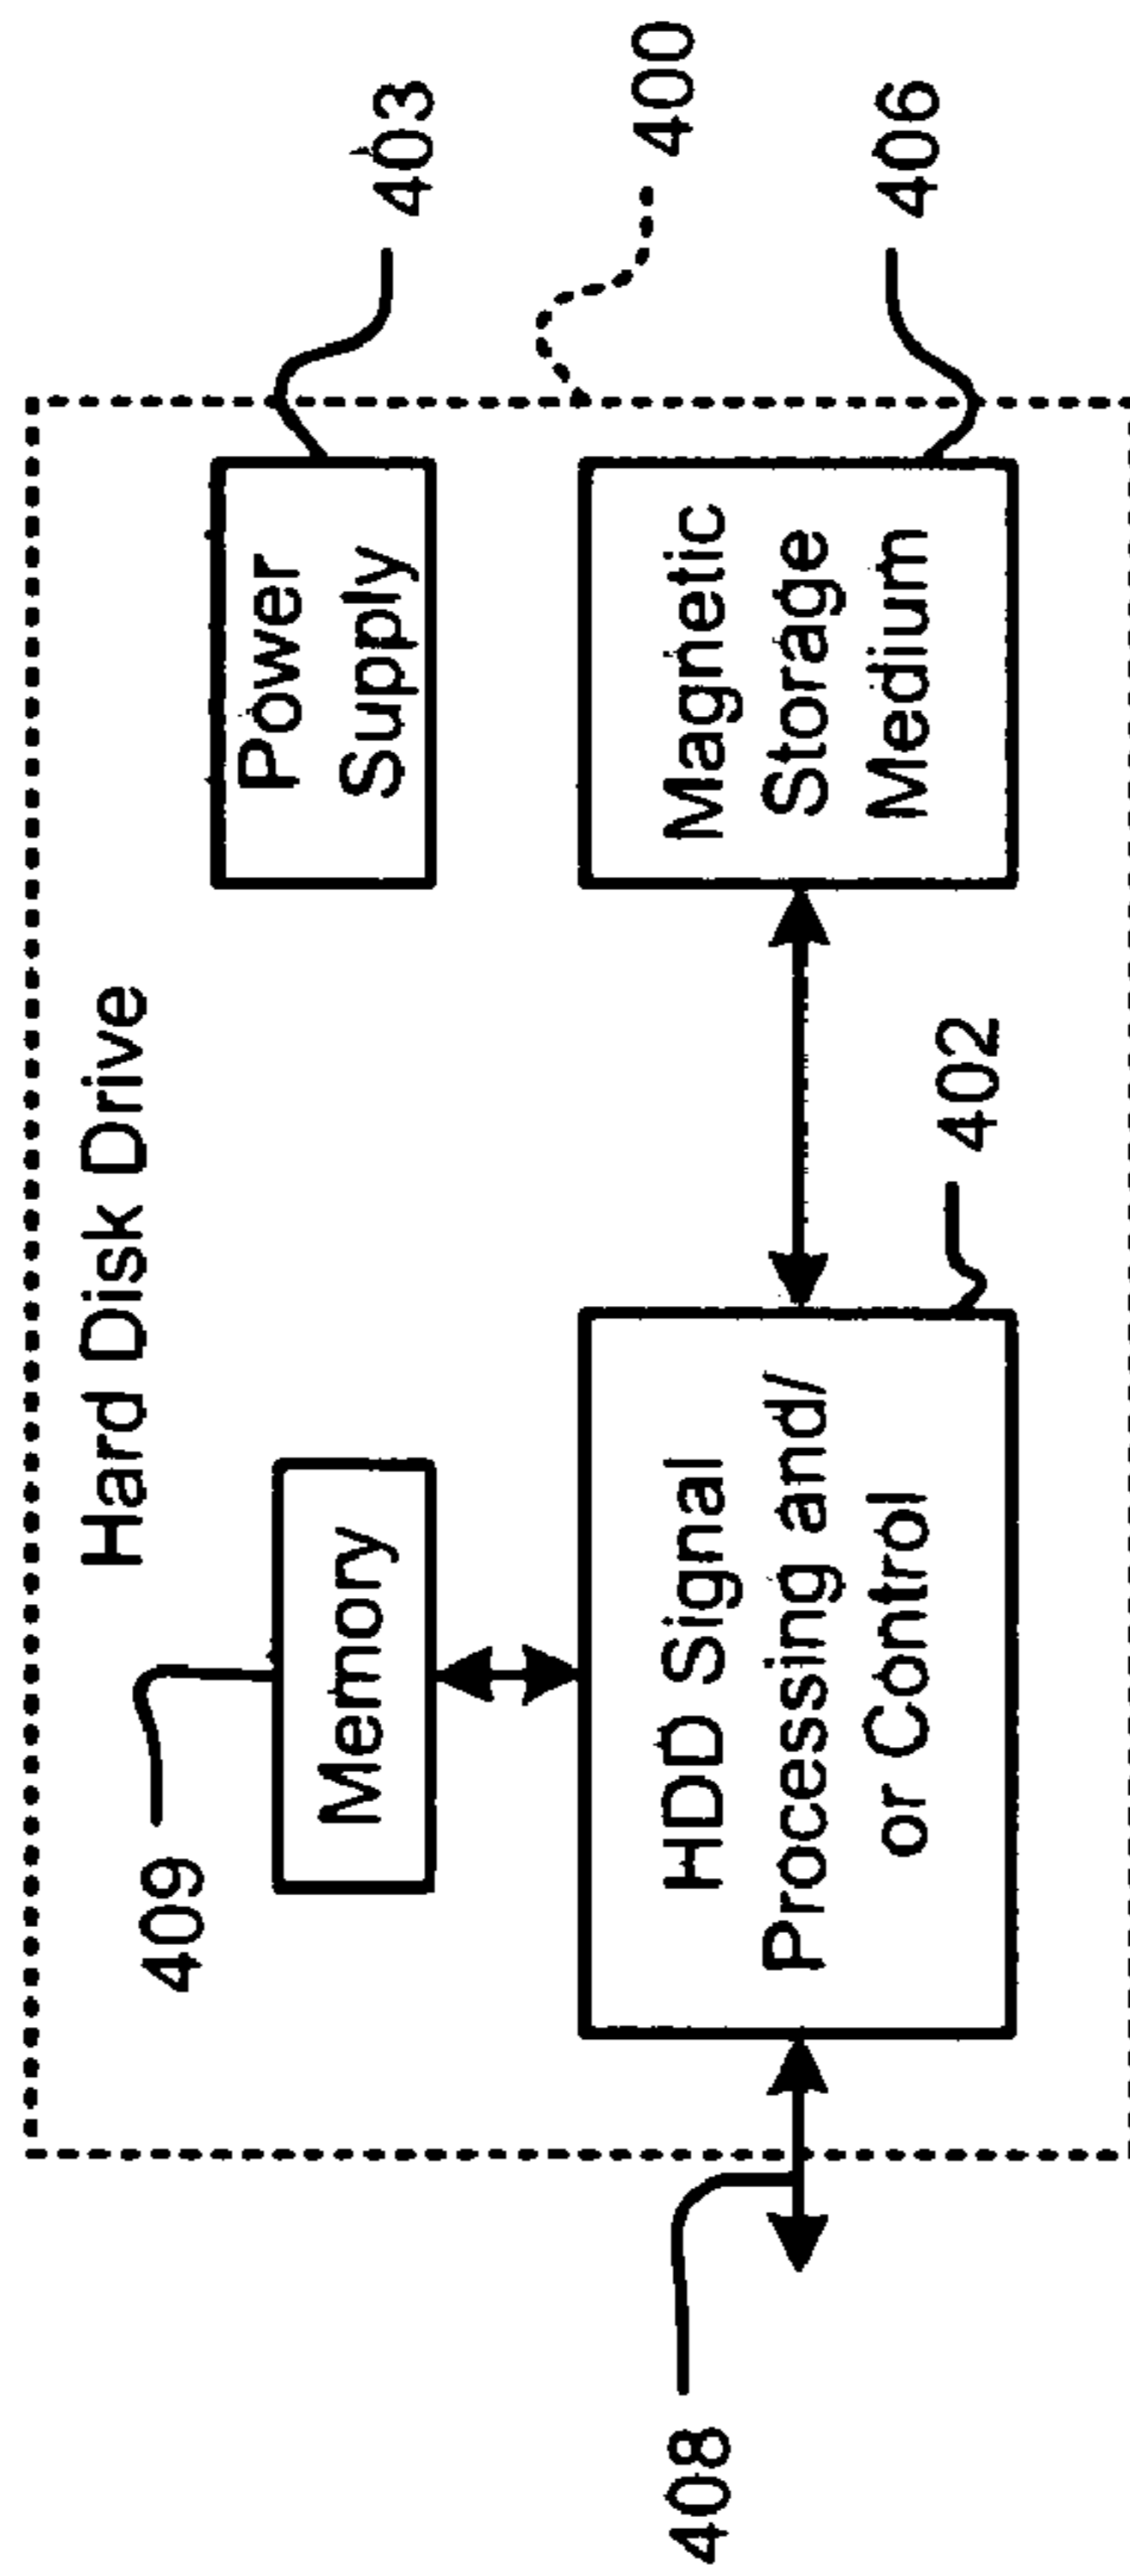 Hard Disk Drive
400
409
Memory
Power
Supply
403
408
HDD Signal
Processing and/
or Control
402
Magnetic
Storage
Medium
406